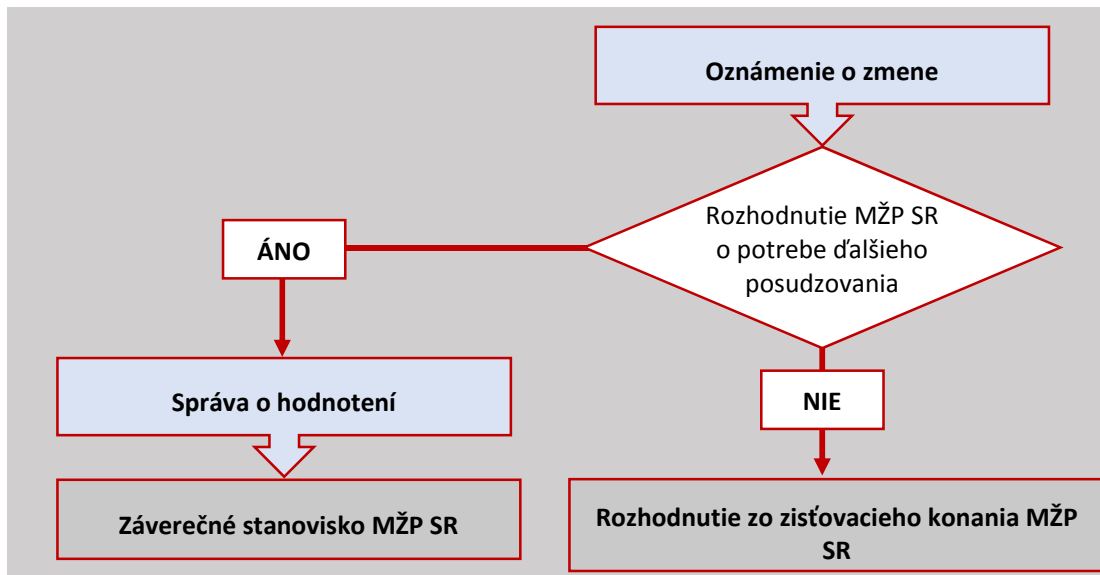 Oznámenie o zmene
Rozhodnutie MŽP SR
o potrebe ďalšieho
posudzovania
ÁNO
NIE
Správa o hodnotení
Záverečné stanovisko MŽP SR
Rozhodnutie zo zisťovacieho konania MŽP
SR